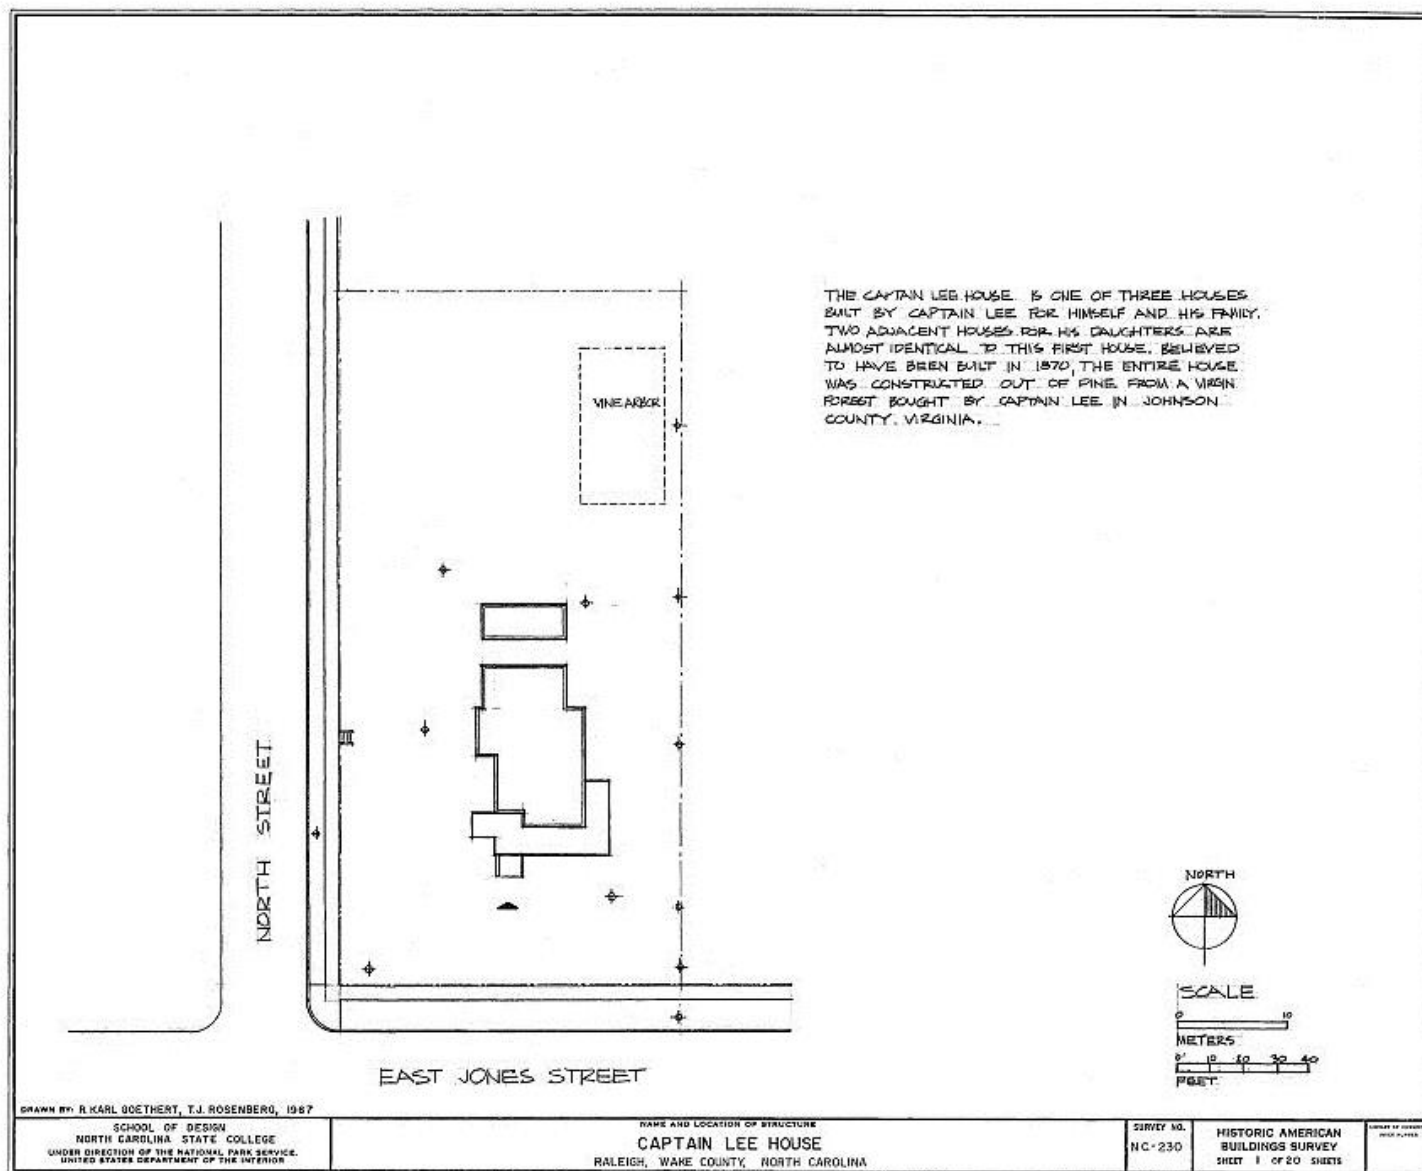 THE CAPTAIN LEE HOUSE IS ONE OF THREE HOUSES
BUILT BY CAPTAIN LEE FOR HIMSELF AND HIS FAMILY.
TWO ADJACENT HOUSES FOR HIS DAUGHTERS ARE
ALMOST IDENTICAL TO THIS FIRST HOUSE. BELIEVED
TO HAVE BEEN BUILT IN 1870, THE ENTIRE HOUSE
WAS CONSTRUCTED OUT OF PINE FROM A VIRGIN
FOREST BOUGHT BY CAPTAIN LEE IN JOHNSON
COUNTY, VIRGINIA.
VINE ARBOR
NORTH STREET
NORTH
SCALE
0 10
METERS
0' 10 20 30 40
FEET
EAST JONES STREET
DRAWN BY: R. KARL GOETHERT, T.J. ROSENBERG, 1967
SCHOOL OF DESIGN
NORTH CAROLINA STATE COLLEGE
UNDER DIRECTION OF THE NATIONAL PARK SERVICE,
UNITED STATES DEPARTMENT OF THE INTERIOR
NAME AND LOCATION OF STRUCTURE
CAPTAIN LEE HOUSE
RALEIGH, WAKE COUNTY, NORTH CAROLINA
SURVEY NO.
NC-230
HISTORIC AMERICAN
BUILDINGS SURVEY
SHEET 1 OF 20 SHEETS